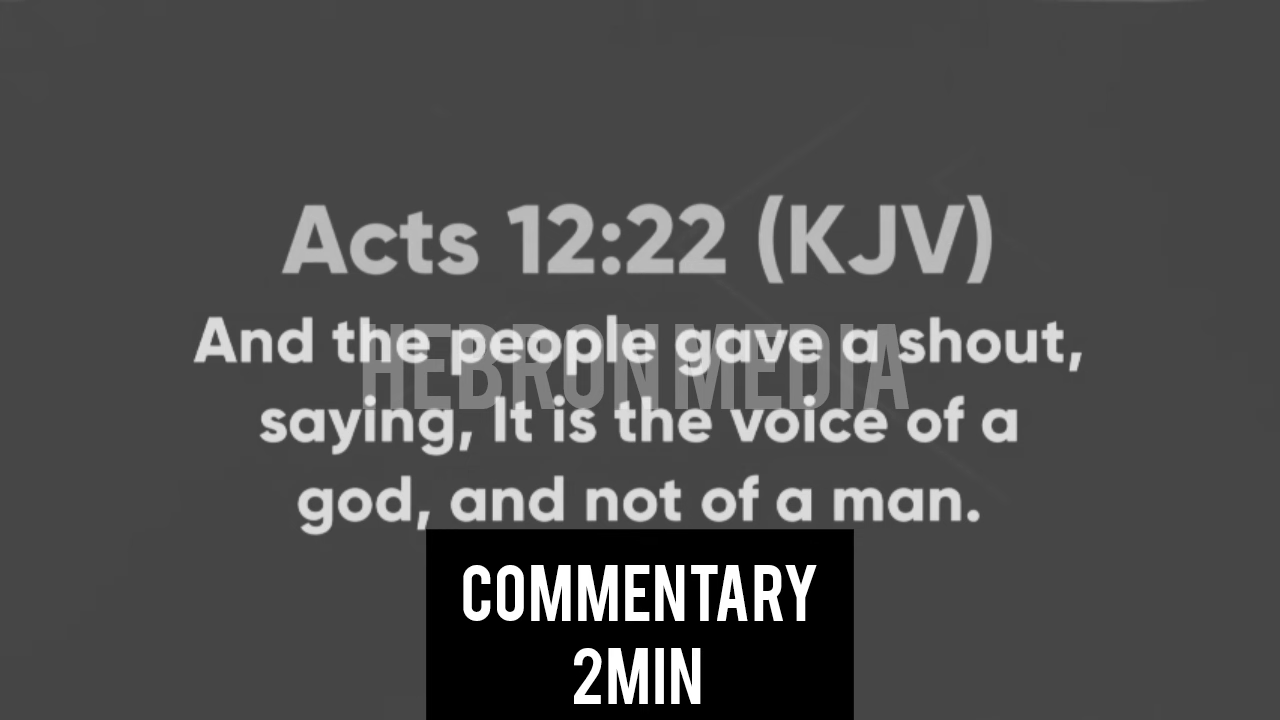 Acts 12:22 (KJV)
And the people gave a shout,
HEBRON MEDIA
saying, It is the voice of a
god, and not of a man.
COMMENTARY
2MIN